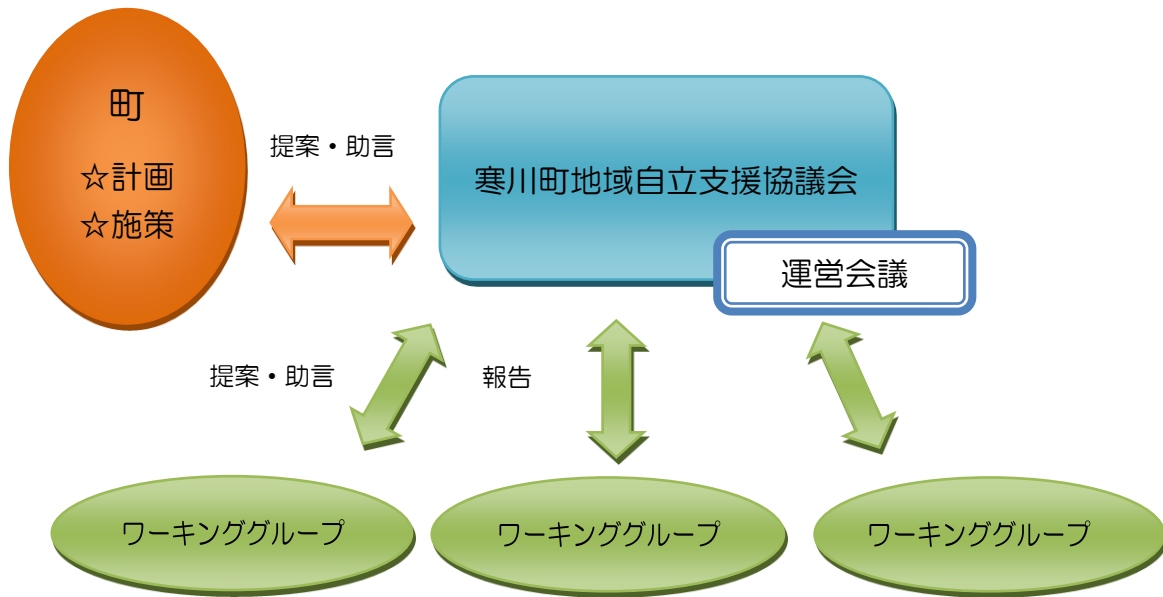 町
☆計画
☆施策
提案・助言
寒川町地域自立支援協議会
運営会議
提案・助言
報告
ワーキンググループ
ワーキンググループ
ワーキンググループ